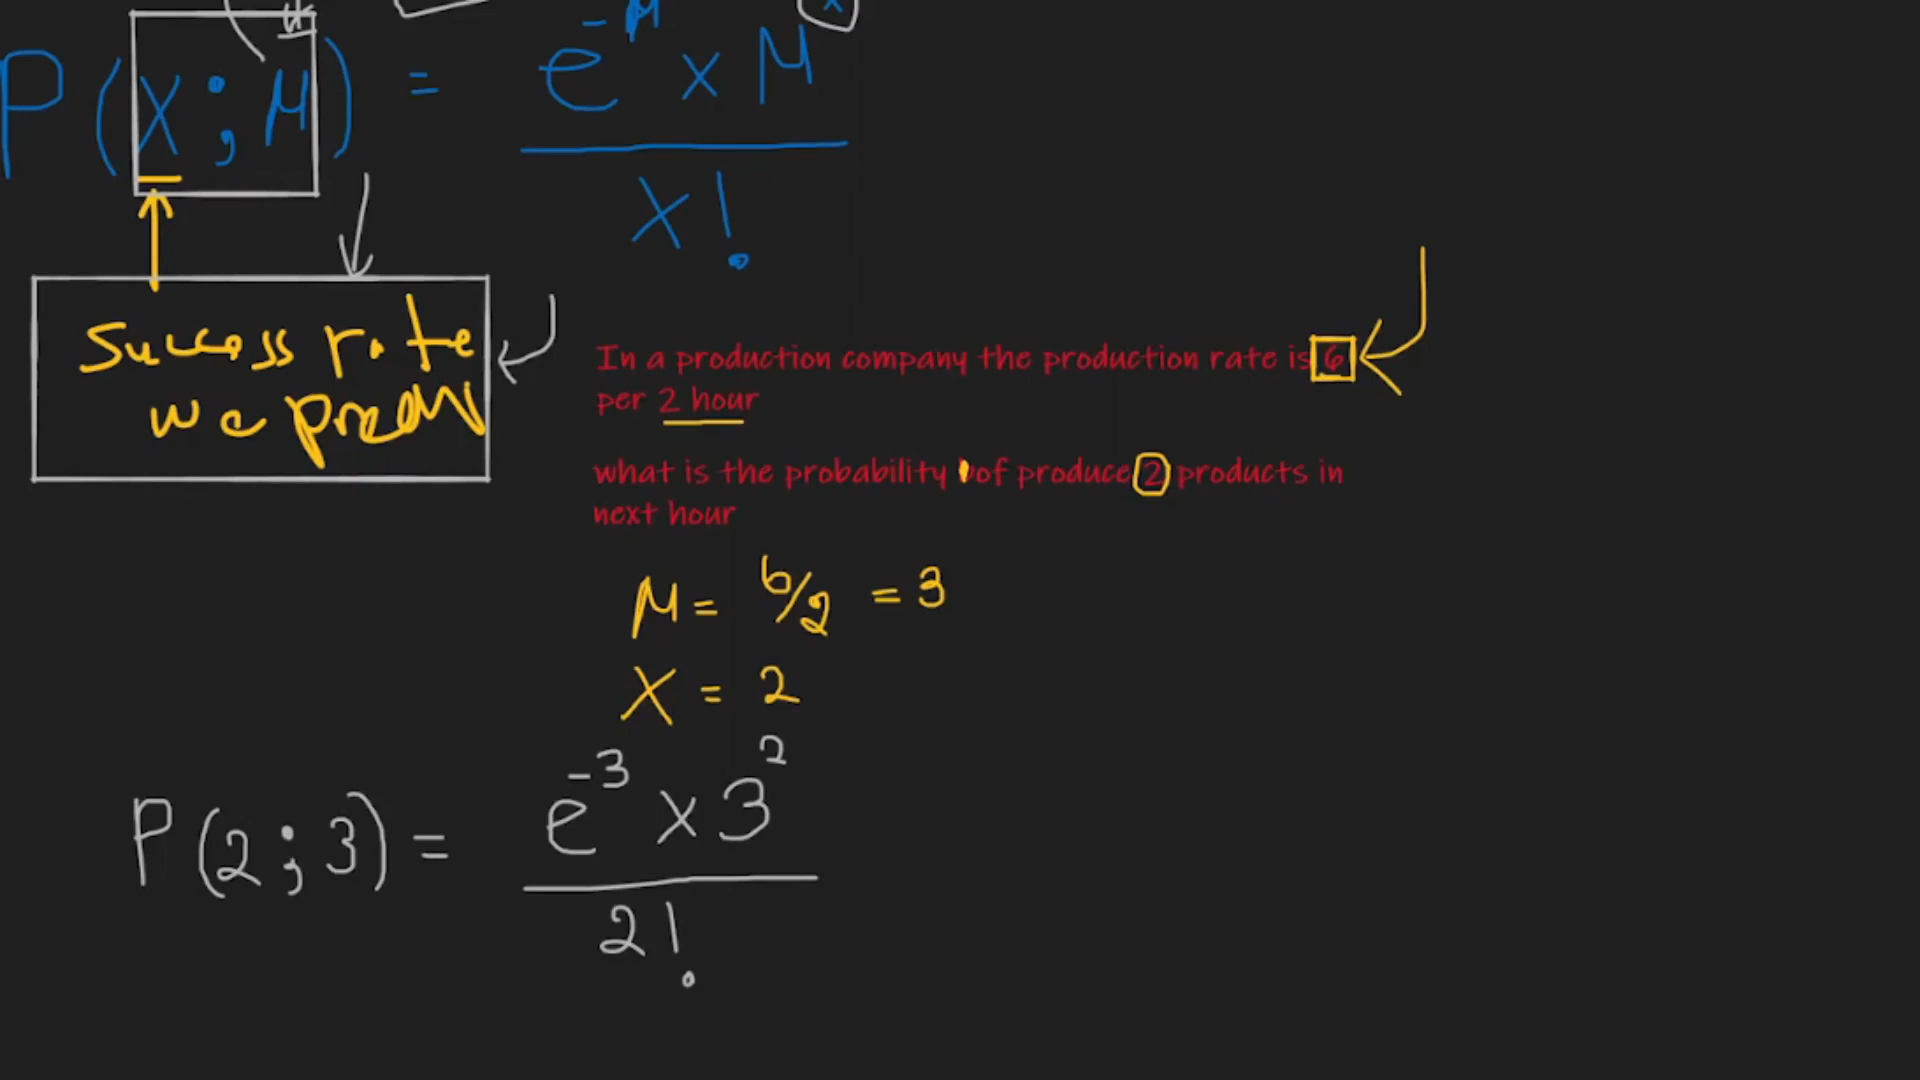 P(X;μ) = e^-μ x μ^x
X!
Success rate
we
In a production company the production rate is 6
per 2 hour
what is the probability of produce 2 products in
next hour
μ = 6/2 = 3
X = 2
P(2;3) = e^-3 x 3^2
2!